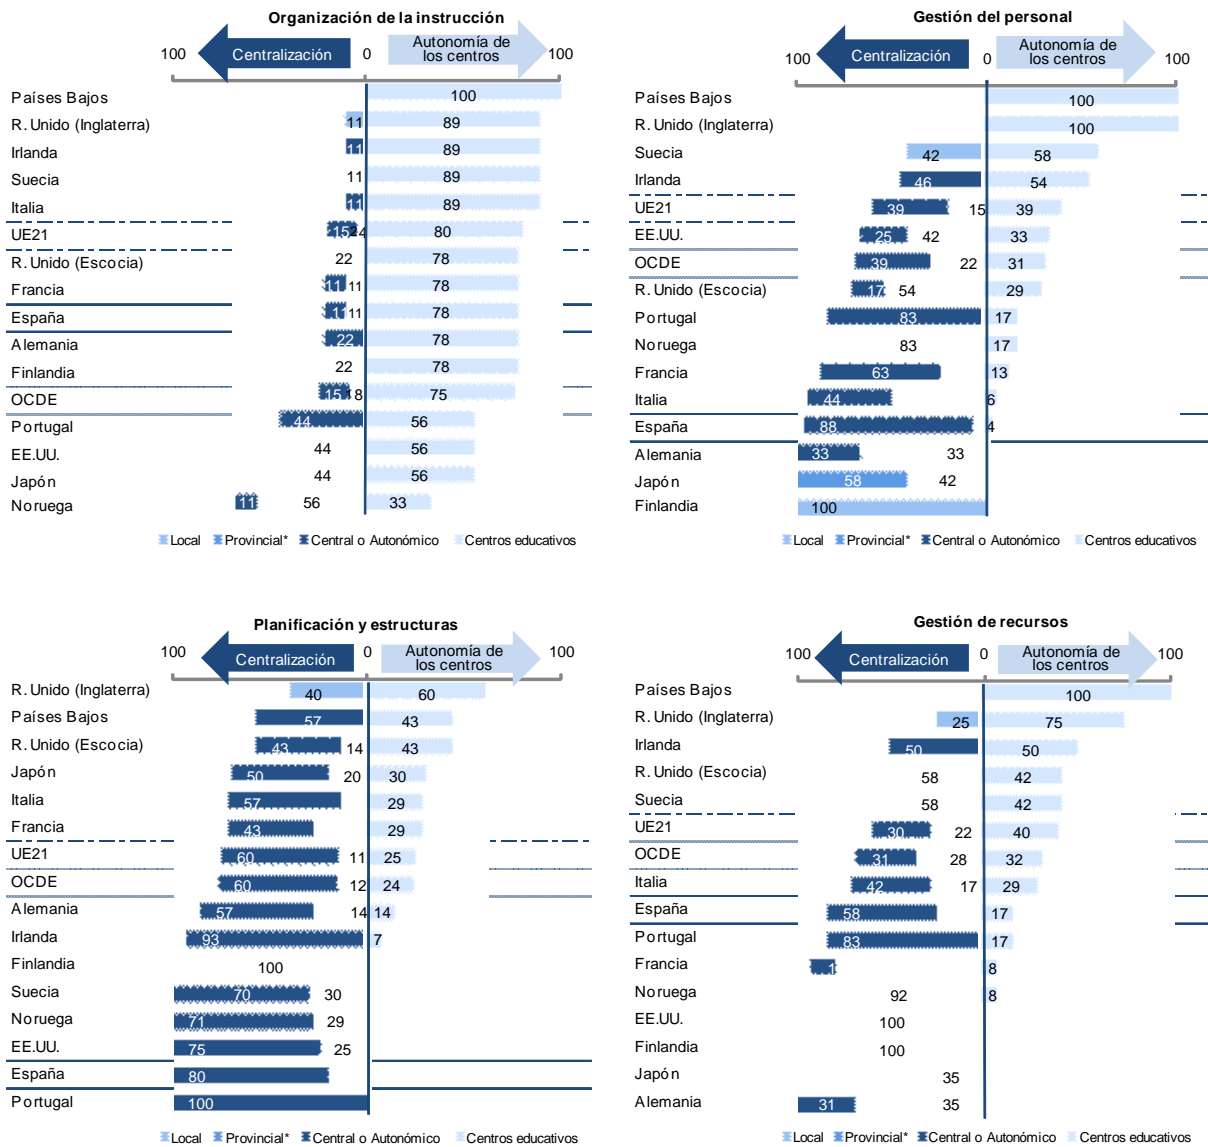 Organización de la instrucción
100 Centralización 0 Autonomía de los centros 100
Países Bajos 100
R. Unido (Inglaterra) 11 89
Irlanda 11 89
Suecia 11 89
Italia 11 89
UE21 15 2 4 80
R. Unido (Escocia) 22 78
Francia 11 11 78
España 11 11 78
Alemania 22 78
Finlandia 22 78
OCDE 15 18 75
Portugal 44 56
EE.UU. 44 56
Japón 44 56
Noruega 11 56 33
Local Provincial* Central o Autonómico Centros educativos
Gestión del personal
100 Centralización 0 Autonomía de los centros 100
Países Bajos 100
R. Unido (Inglaterra) 100
Suecia 42 58
Irlanda 46 54
UE21 39 15 39
EE.UU. 25 42 33
OCDE 39 22 31
R. Unido (Escocia) 17 54 29
Portugal 83 17
Noruega 83 17
Francia 63 13
Italia 44 6
España 88 4
Alemania 33 33
Japón 58 42
Finlandia 100
Local Provincial* Central o Autonómico Centros educativos
Planificación y estructuras
100 Centralización 0 Autonomía de los centros 100
R. Unido (Inglaterra) 40 60
Países Bajos 57 43
R. Unido (Escocia) 43 14 43
Japón 50 20 30
Italia 57 29
Francia 43 29
UE21 60 11 25
OCDE 60 12 24
Alemania 57 14 14
Irlanda 93 7
Finlandia 100
Suecia 70 30
Noruega 71 29
EE.UU. 75 25
España 80
Portugal 100
Local Provincial* Central o Autonómico Centros educativos
Gestión de recursos
100 Centralización 0 Autonomía de los centros 100
Países Bajos 100
R. Unido (Inglaterra) 25 75
Irlanda 50 50
R. Unido (Escocia) 58 42
Suecia 58 42
UE21 30 22 40
OCDE 31 28 32
Italia 42 17 29
España 58 17
Portugal 83 17
Francia 8
Noruega 92 8
EE.UU. 100
Finlandia 100
Japón 35
Alemania 31 35
Local Provincial* Central o Autonómico Centros educativos